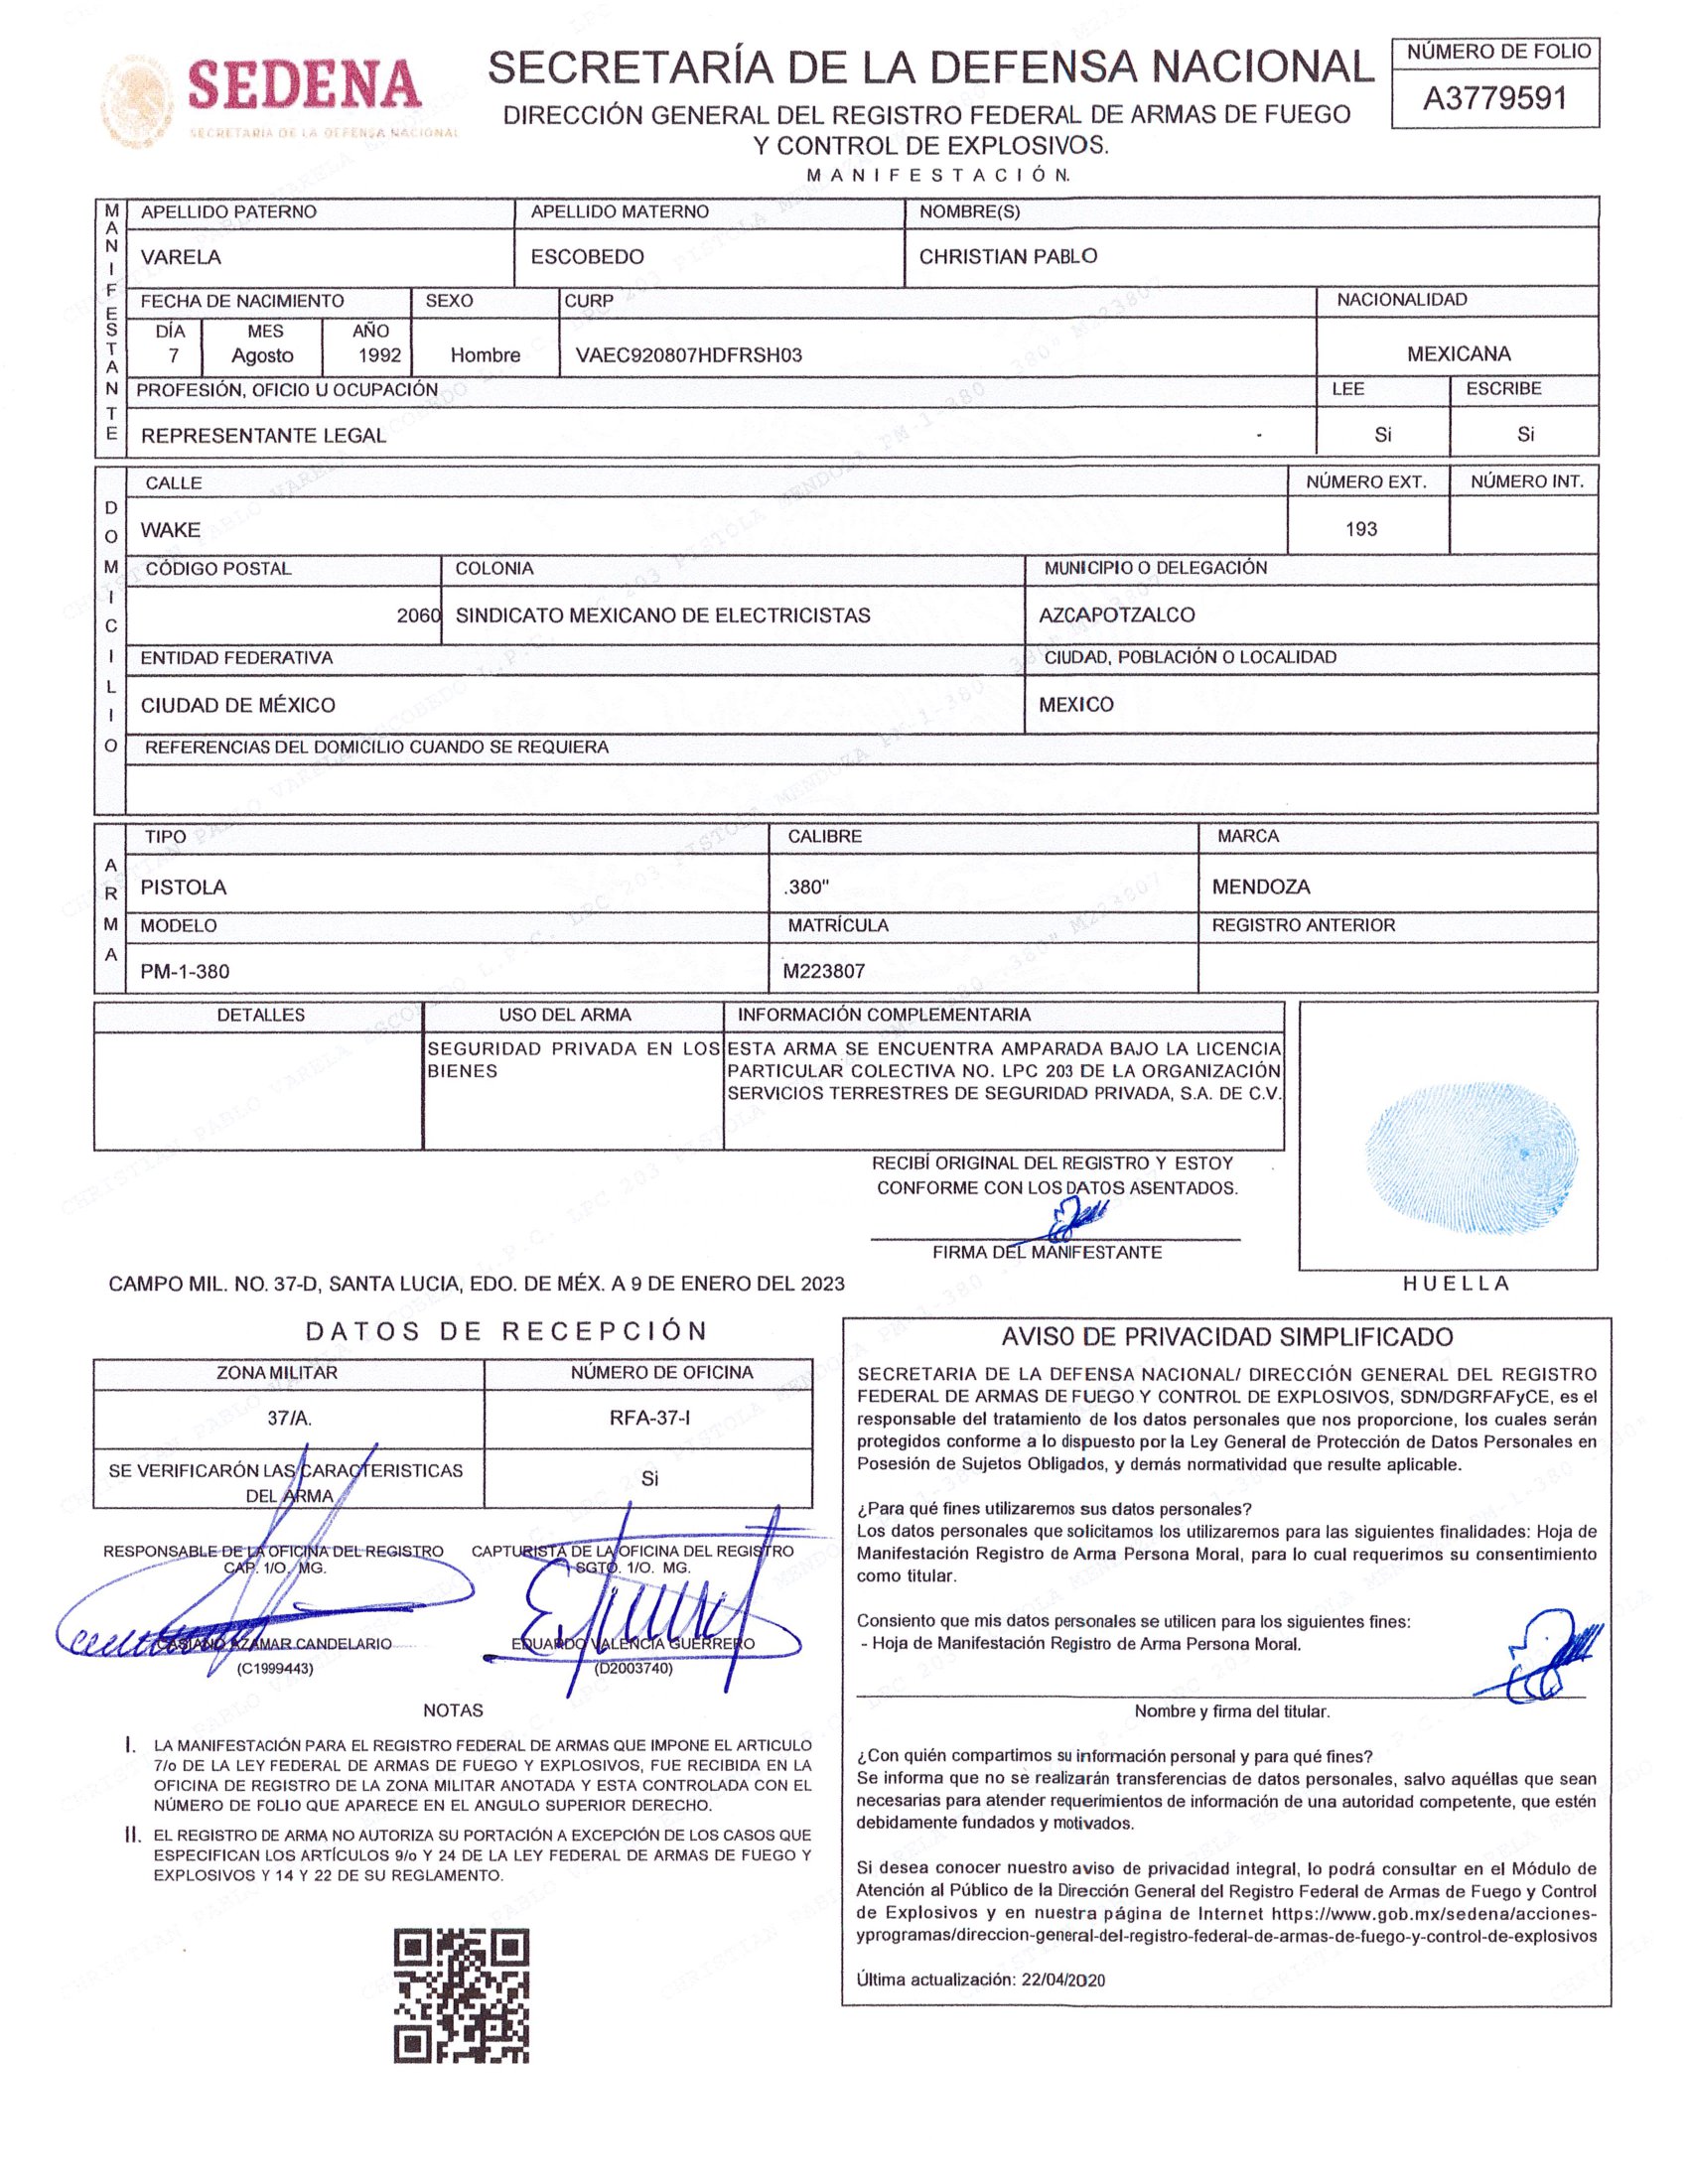 SEDENA
SECRETARÍA DE LA DEFENSA NACIONAL
SECRETARÍA DE LA DEFENSA NACIONAL
DIRECCIÓN GENERAL DEL REGISTRO FEDERAL DE ARMAS DE FUEGO
Y CONTROL DE EXPLOSIVOS.
MANIFESTACIÓN.
NÚMERO DE FOLIO
A3779591
MANIFESTANTE
APELLIDO PATERNO APELLIDO MATERNO NOMBRE(S)
VARELA ESCOBEDO CHRISTIAN PABLO
FECHA DE NACIMIENTO SEXO CURP NACIONALIDAD
DÍA MES AÑO
7 Agosto 1992 Hombre VAEC920807HDFRSH03 MEXICANA
PROFESIÓN, OFICIO U OCUPACIÓN LEE ESCRIBE
REPRESENTANTE LEGAL - Si Si
DOMICILIO
CALLE NÚMERO EXT. NÚMERO INT.
WAKE 193
CÓDIGO POSTAL COLONIA MUNICIPIO O DELEGACIÓN
2060 SINDICATO MEXICANO DE ELECTRICISTAS AZCAPOTZALCO
ENTIDAD FEDERATIVA CIUDAD, POBLACIÓN O LOCALIDAD
CIUDAD DE MÉXICO MEXICO
REFERENCIAS DEL DOMICILIO CUANDO SE REQUIERA
ARMA
TIPO CALIBRE MARCA
PISTOLA .380" MENDOZA
MODELO MATRÍCULA REGISTRO ANTERIOR
PM-1-380 M223807
DETALLES USO DEL ARMA INFORMACIÓN COMPLEMENTARIA
SEGURIDAD PRIVADA EN LOS BIENES
ESTA ARMA SE ENCUENTRA AMPARADA BAJO LA LICENCIA
PARTICULAR COLECTIVA NO. LPC 203 DE LA ORGANIZACIÓN
SERVICIOS TERRESTRES DE SEGURIDAD PRIVADA, S.A. DE C.V.
RECIBÍ ORIGINAL DEL REGISTRO Y ESTOY
CONFORME CON LOS DATOS ASENTADOS.
FIRMA DEL MANIFESTANTE
HUELLA
CAMPO MIL. NO. 37-D, SANTA LUCIA, EDO. DE MÉX. A 9 DE ENERO DEL 2023
DATOS DE RECEPCIÓN
ZONA MILITAR NÚMERO DE OFICINA
37/A. RFA-37-I
SE VERIFICARÓN LAS CARACTERISTICAS
DEL ARMA
Si
RESPONSABLE DE LA OFICINA DEL REGISTRO
CAP. 1/O. MG.
CASIANO AZAMAR CANDELARIO
(C1999443)
CAPTURISTA DE LA OFICINA DEL REGISTRO
SGTO. 1/O. MG.
EDUARDO VALENCIA GUERRERO
(D2003740)
NOTAS
I. LA MANIFESTACIÓN PARA EL REGISTRO FEDERAL DE ARMAS QUE IMPONE EL ARTICULO
7/o DE LA LEY FEDERAL DE ARMAS DE FUEGO Y EXPLOSIVOS, FUE RECIBIDA EN LA
OFICINA DE REGISTRO DE LA ZONA MILITAR ANOTADA Y ESTA CONTROLADA CON EL
NÚMERO DE FOLIO QUE APARECE EN EL ANGULO SUPERIOR DERECHO.
II. EL REGISTRO DE ARMA NO AUTORIZA SU PORTACIÓN A EXCEPCIÓN DE LOS CASOS QUE
ESPECIFICAN LOS ARTÍCULOS 9/o Y 24 DE LA LEY FEDERAL DE ARMAS DE FUEGO Y
EXPLOSIVOS Y 14 Y 22 DE SU REGLAMENTO.
AVISO DE PRIVACIDAD SIMPLIFICADO
SECRETARIA DE LA DEFENSA NACIONAL/ DIRECCIÓN GENERAL DEL REGISTRO
FEDERAL DE ARMAS DE FUEGO Y CONTROL DE EXPLOSIVOS, SDN/DGRFAFyCE, es el
responsable del tratamiento de los datos personales que nos proporcione, los cuales serán
protegidos conforme a lo dispuesto por la Ley General de Protección de Datos Personales en
Posesión de Sujetos Obligados, y demás normatividad que resulte aplicable.
¿Para qué fines utilizaremos sus datos personales?
Los datos personales que solicitamos los utilizaremos para las siguientes finalidades: Hoja de
Manifestación Registro de Arma Persona Moral, para lo cual requerimos su consentimiento
como titular.
Consiento que mis datos personales se utilicen para los siguientes fines:
- Hoja de Manifestación Registro de Arma Persona Moral.
Nombre y firma del titular.
¿Con quién compartimos su información personal y para qué fines?
Se informa que no se realizarán transferencias de datos personales, salvo aquéllas que sean
necesarias para atender requerimientos de información de una autoridad competente, que estén
debidamente fundados y motivados.
Si desea conocer nuestro aviso de privacidad integral, lo podrá consultar en el Módulo de
Atención al Público de la Dirección General del Registro Federal de Armas de Fuego y Control
de Explosivos y en nuestra página de Internet https://www.gob.mx/sedena/acciones-
yprogramas/direccion-general-del-registro-federal-de-armas-de-fuego-y-control-de-explosivos
Última actualización: 22/04/2020